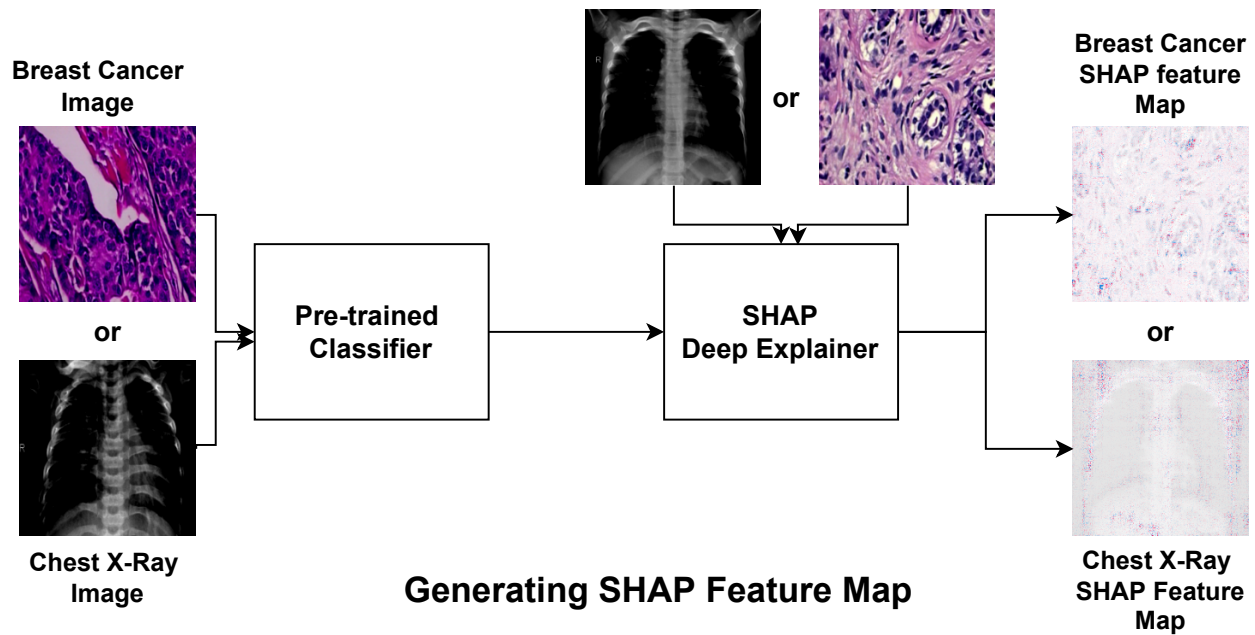 Breast Cancer
Image
or
Chest X-Ray
Image
Pre-trained
Classifier
R
or
SHAP
Deep Explainer
Breast Cancer
SHAP feature
Map
or
Chest X-Ray
SHAP Feature
Map
Generating SHAP Feature Map